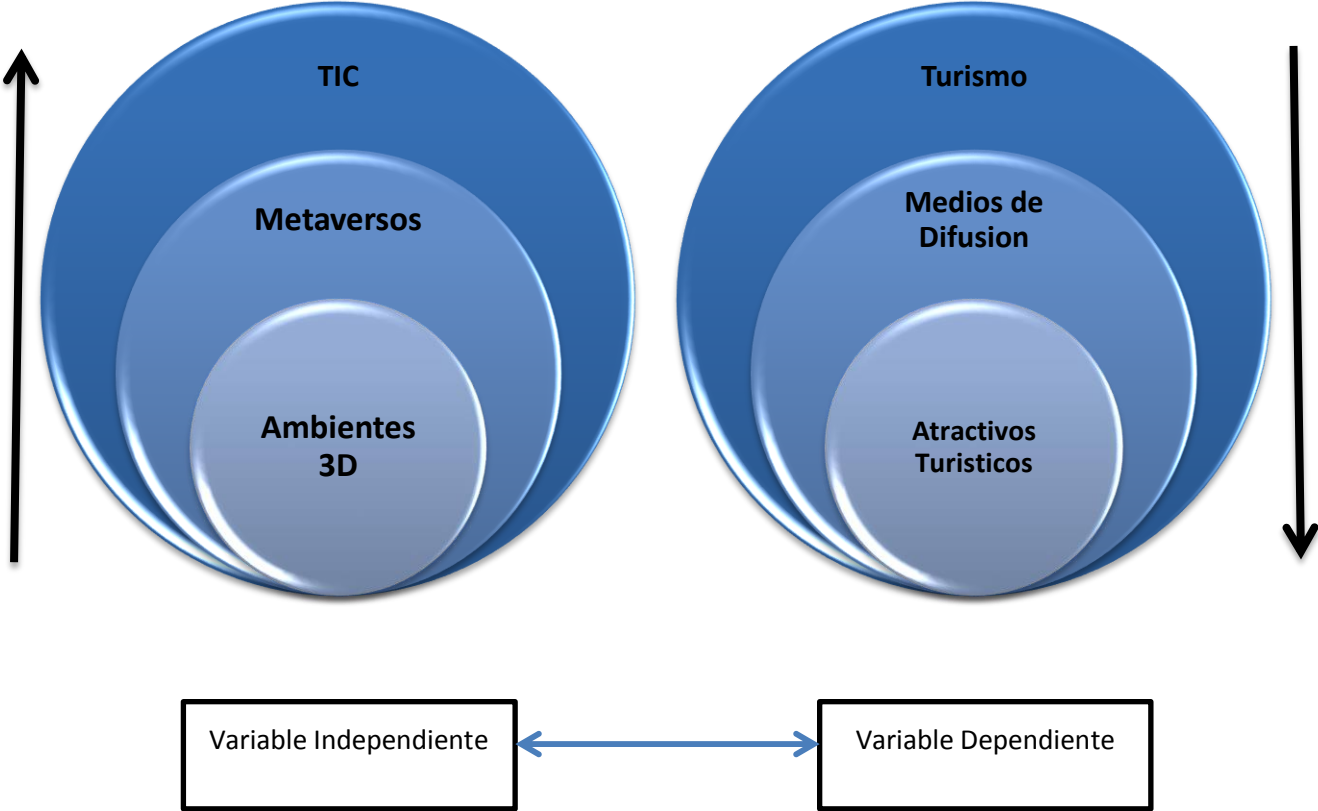 TIC
Metaversos
Ambientes
3D
Turismo
Medios de
Difusion
Atractivos
Turisticos
Variable Independiente
Variable Dependiente